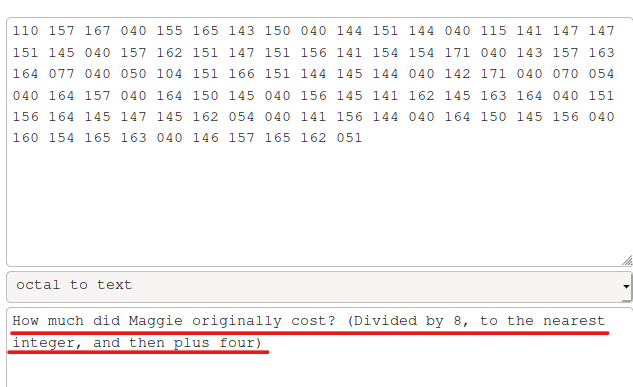 110 157 167 040 155 165 143 150 040 144 151 144 040 115 141 147 147
151 145 040 157 162 151 147 151 156 141 154 154 171 040 143 157 163
164 077 040 050 104 151 166 151 144 145 144 040 142 171 040 070 054
040 164 157 040 164 150 145 040 156 145 141 162 145 163 164 040 151
156 164 145 147 145 162 054 040 141 156 144 040 164 150 145 156 040
160 154 165 163 040 146 157 165 162 051
octal to text
How much did Maggie originally cost? (Divided by 8, to the nearest
integer, and then plus four)